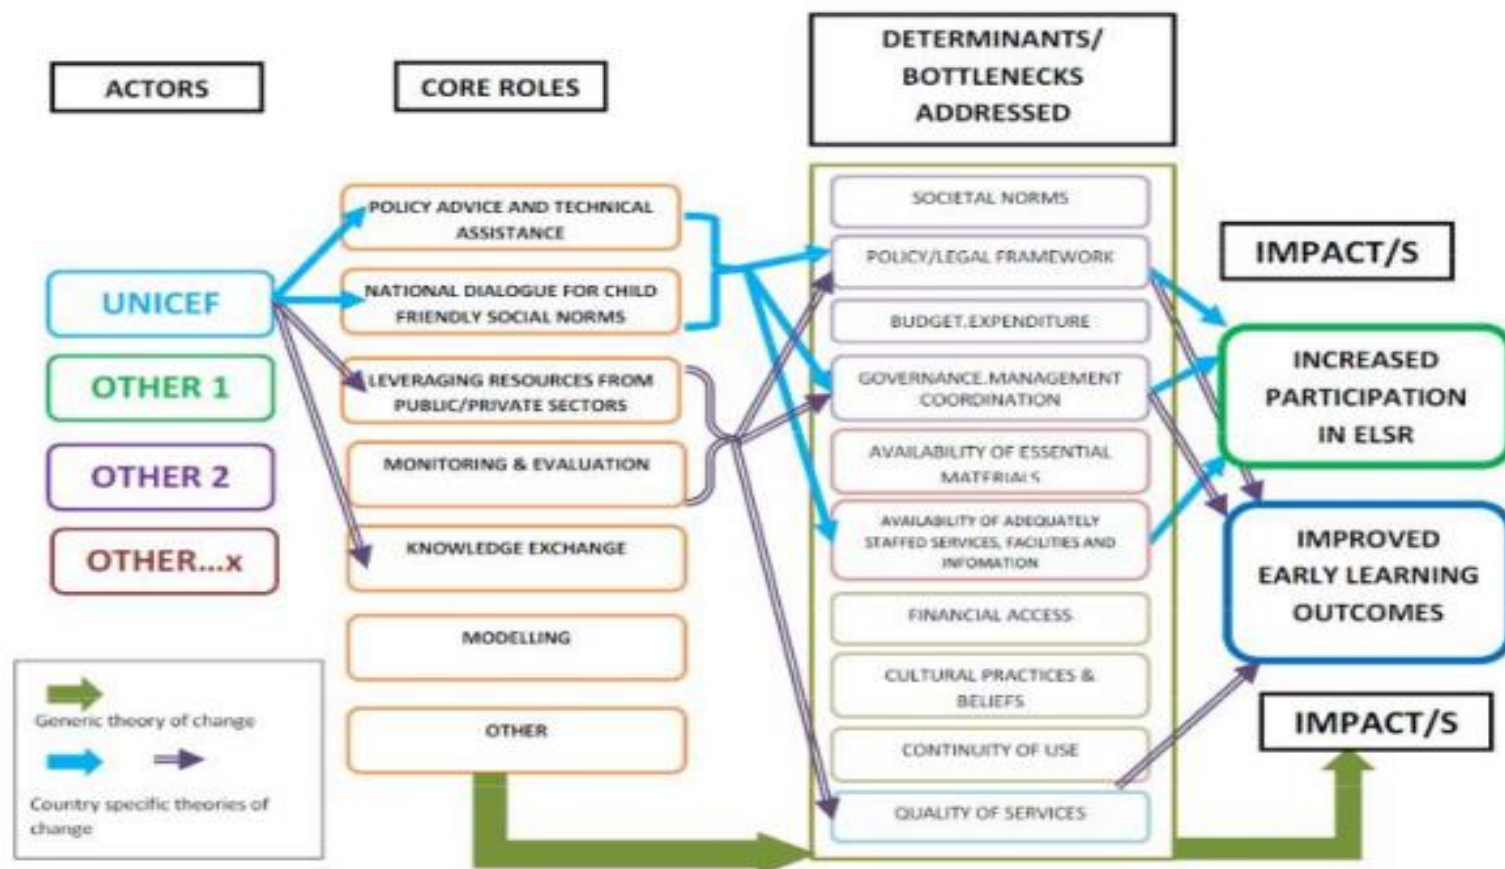 ACTORS
CORE ROLES
DETERMINANTS/
BOTTLENECKS
ADDRESSED
UNICEF
OTHER 1
OTHER 2
OTHER...x
POLICY ADVICE AND TECHNICAL
ASSISTANCE
NATIONAL DIALOGUE FOR CHILD
FRIENDLY SOCIAL NORMS
LEVERAGING RESOURCES FROM
PUBLIC/PRIVATE SECTORS
MONITORING & EVALUATION
KNOWLEDGE EXCHANGE
MODELLING
OTHER
SOCIETAL NORMS
POLICY/LEGAL FRAMEWORK
BUDGET.EXPENDITURE
GOVERNANCE.MANAGEMENT
COORDINATION
AVAILABILITY OF ESSENTIAL
MATERIALS
AVAILABILITY OF ADEQUATELY
STAFFED SERVICES, FACILITIES AND
INFOMATION
FINANCIAL ACCESS
CULTURAL PRACTICES &
BELIEFS
CONTINUITY OF USE
QUALITY OF SERVICES
IMPACT/S
INCREASED
PARTICIPATION
IN ELSR
IMPROVED
EARLY LEARNING
OUTCOMES
IMPACT/S
Generic theory of change
Country specific theories of
change